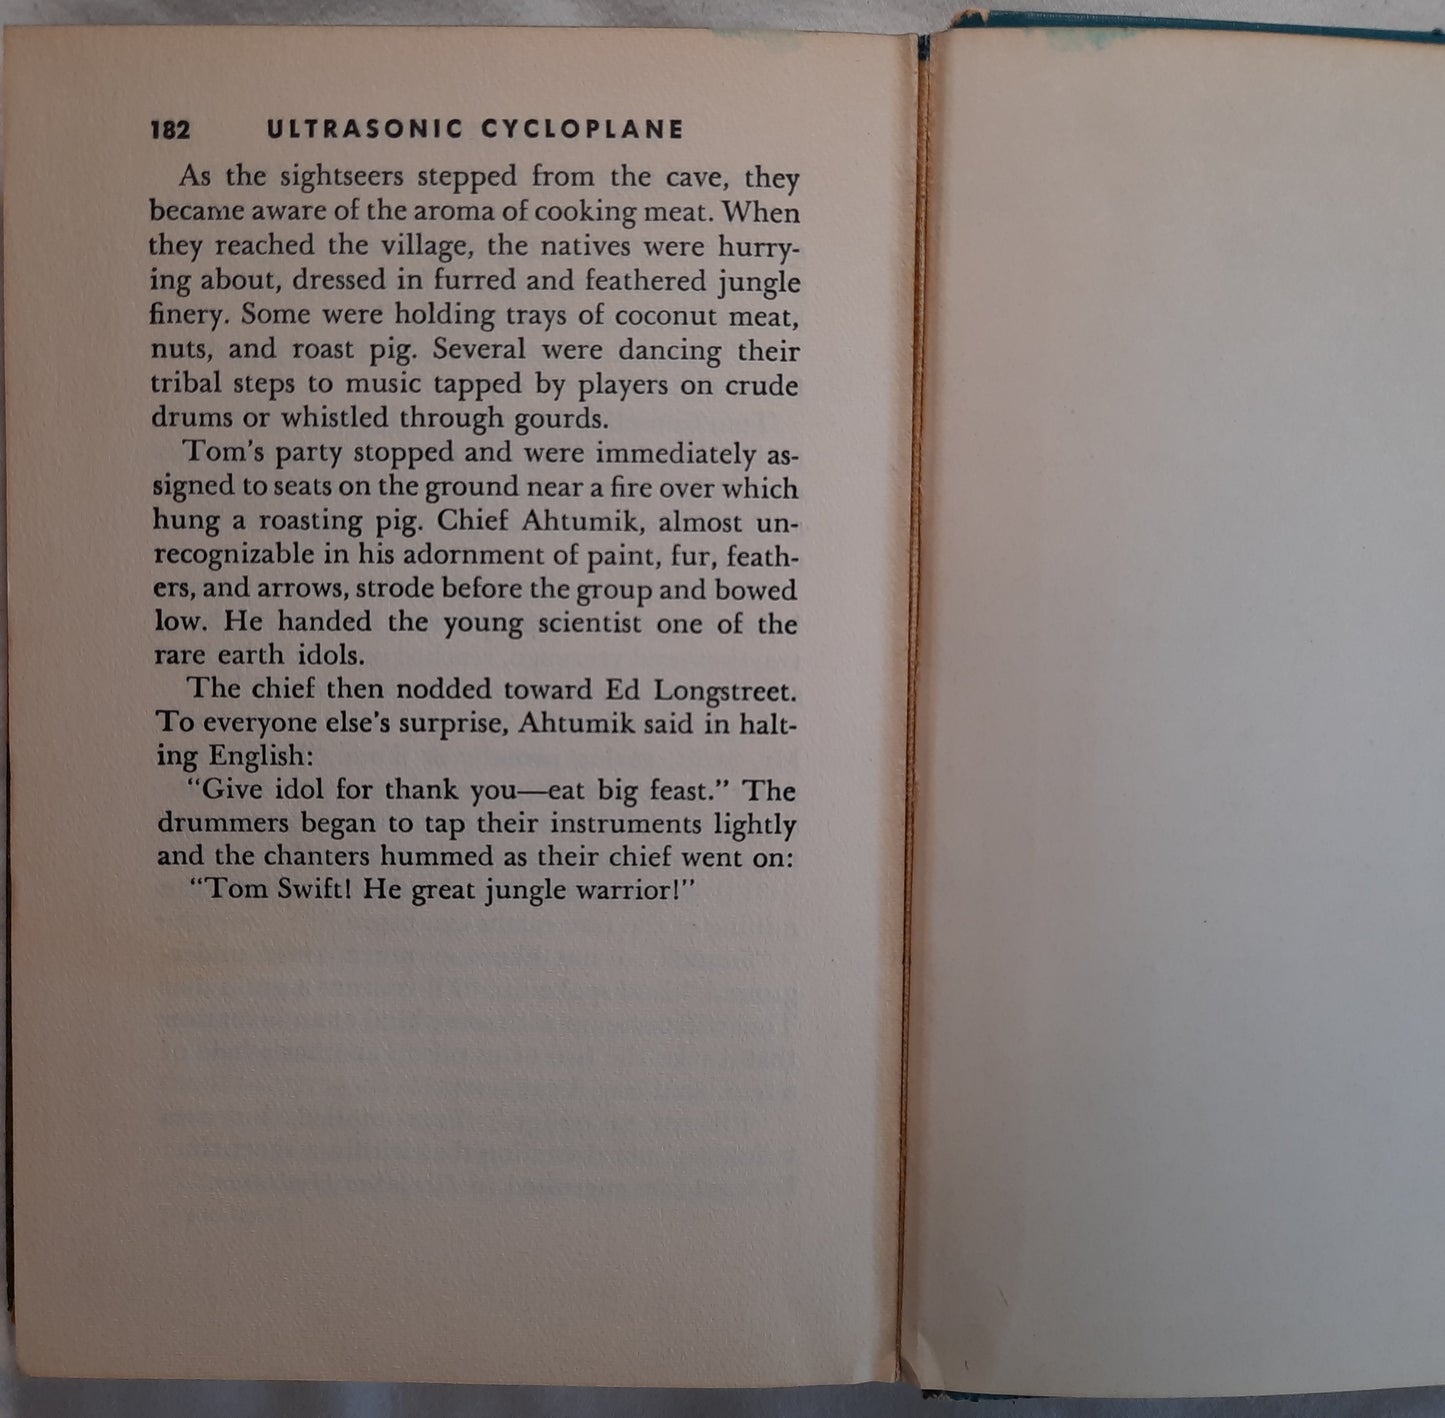 182 ULTRASONIC CYCLOPLANE
As the sightseers stepped from the cave, they
became aware of the aroma of cooking meat. When
they reached the village, the natives were hurry-
ing about, dressed in furred and feathered jungle
finery. Some were holding trays of coconut meat,
nuts, and roast pig. Several were dancing their
tribal steps to music tapped by players on crude
drums or whistled through gourds.
Tom's party stopped and were immediately as-
signed to seats on the ground near a fire over which
hung a roasting pig. Chief Ahtumik, almost un-
recognizable in his adornment of paint, fur, feath-
ers, and arrows, strode before the group and bowed
low. He handed the young scientist one of the
rare earth idols.
The chief then nodded toward Ed Longstreet.
To everyone else's surprise, Ahtumik said in halt-
ing English:
“Give idol for thank you—eat big feast.” The
drummers began to tap their instruments lightly
and the chanters hummed as their chief went on:
“Tom Swift! He great jungle warrior!”